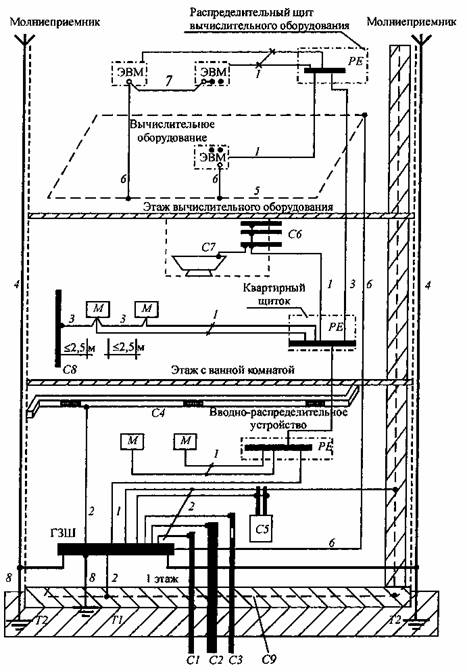 Молниеприемник
Распределительный щит
вычислительного оборудования
Молниеприемник
ЭВМ
ЭВМ
PE
7
1
Вычислительное
оборудование
ЭВМ
1
6
6
5
Этаж вычислительного оборудования
C6
C7
4
1
3
6
4
Квартирный
щиток
M
M
3
3
1
PE
≤2,5 м
≤2,5 м
C8
Этаж с ванной комнатой
C4
Вводно-распределительное
устройство
M
M
1
PE
2
1
2
C5
ГЗШ
6
8
8
2
1 этаж
T2
T1
T2
C1
C2
C3
C9